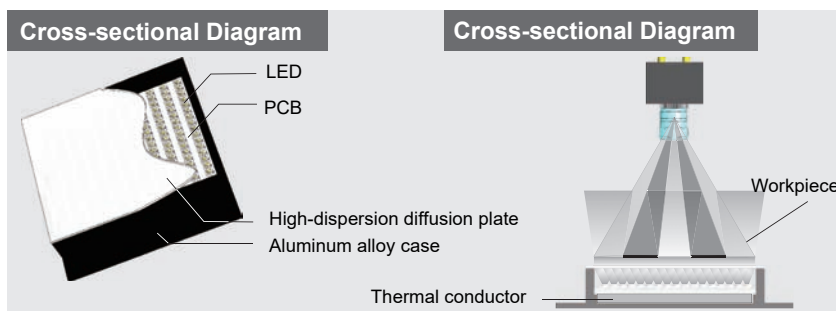 Cross-sectional Diagram
LED
PCB
High-dispersion diffusion plate
Aluminum alloy case
Cross-sectional Diagram
Workpiece
Thermal conductor